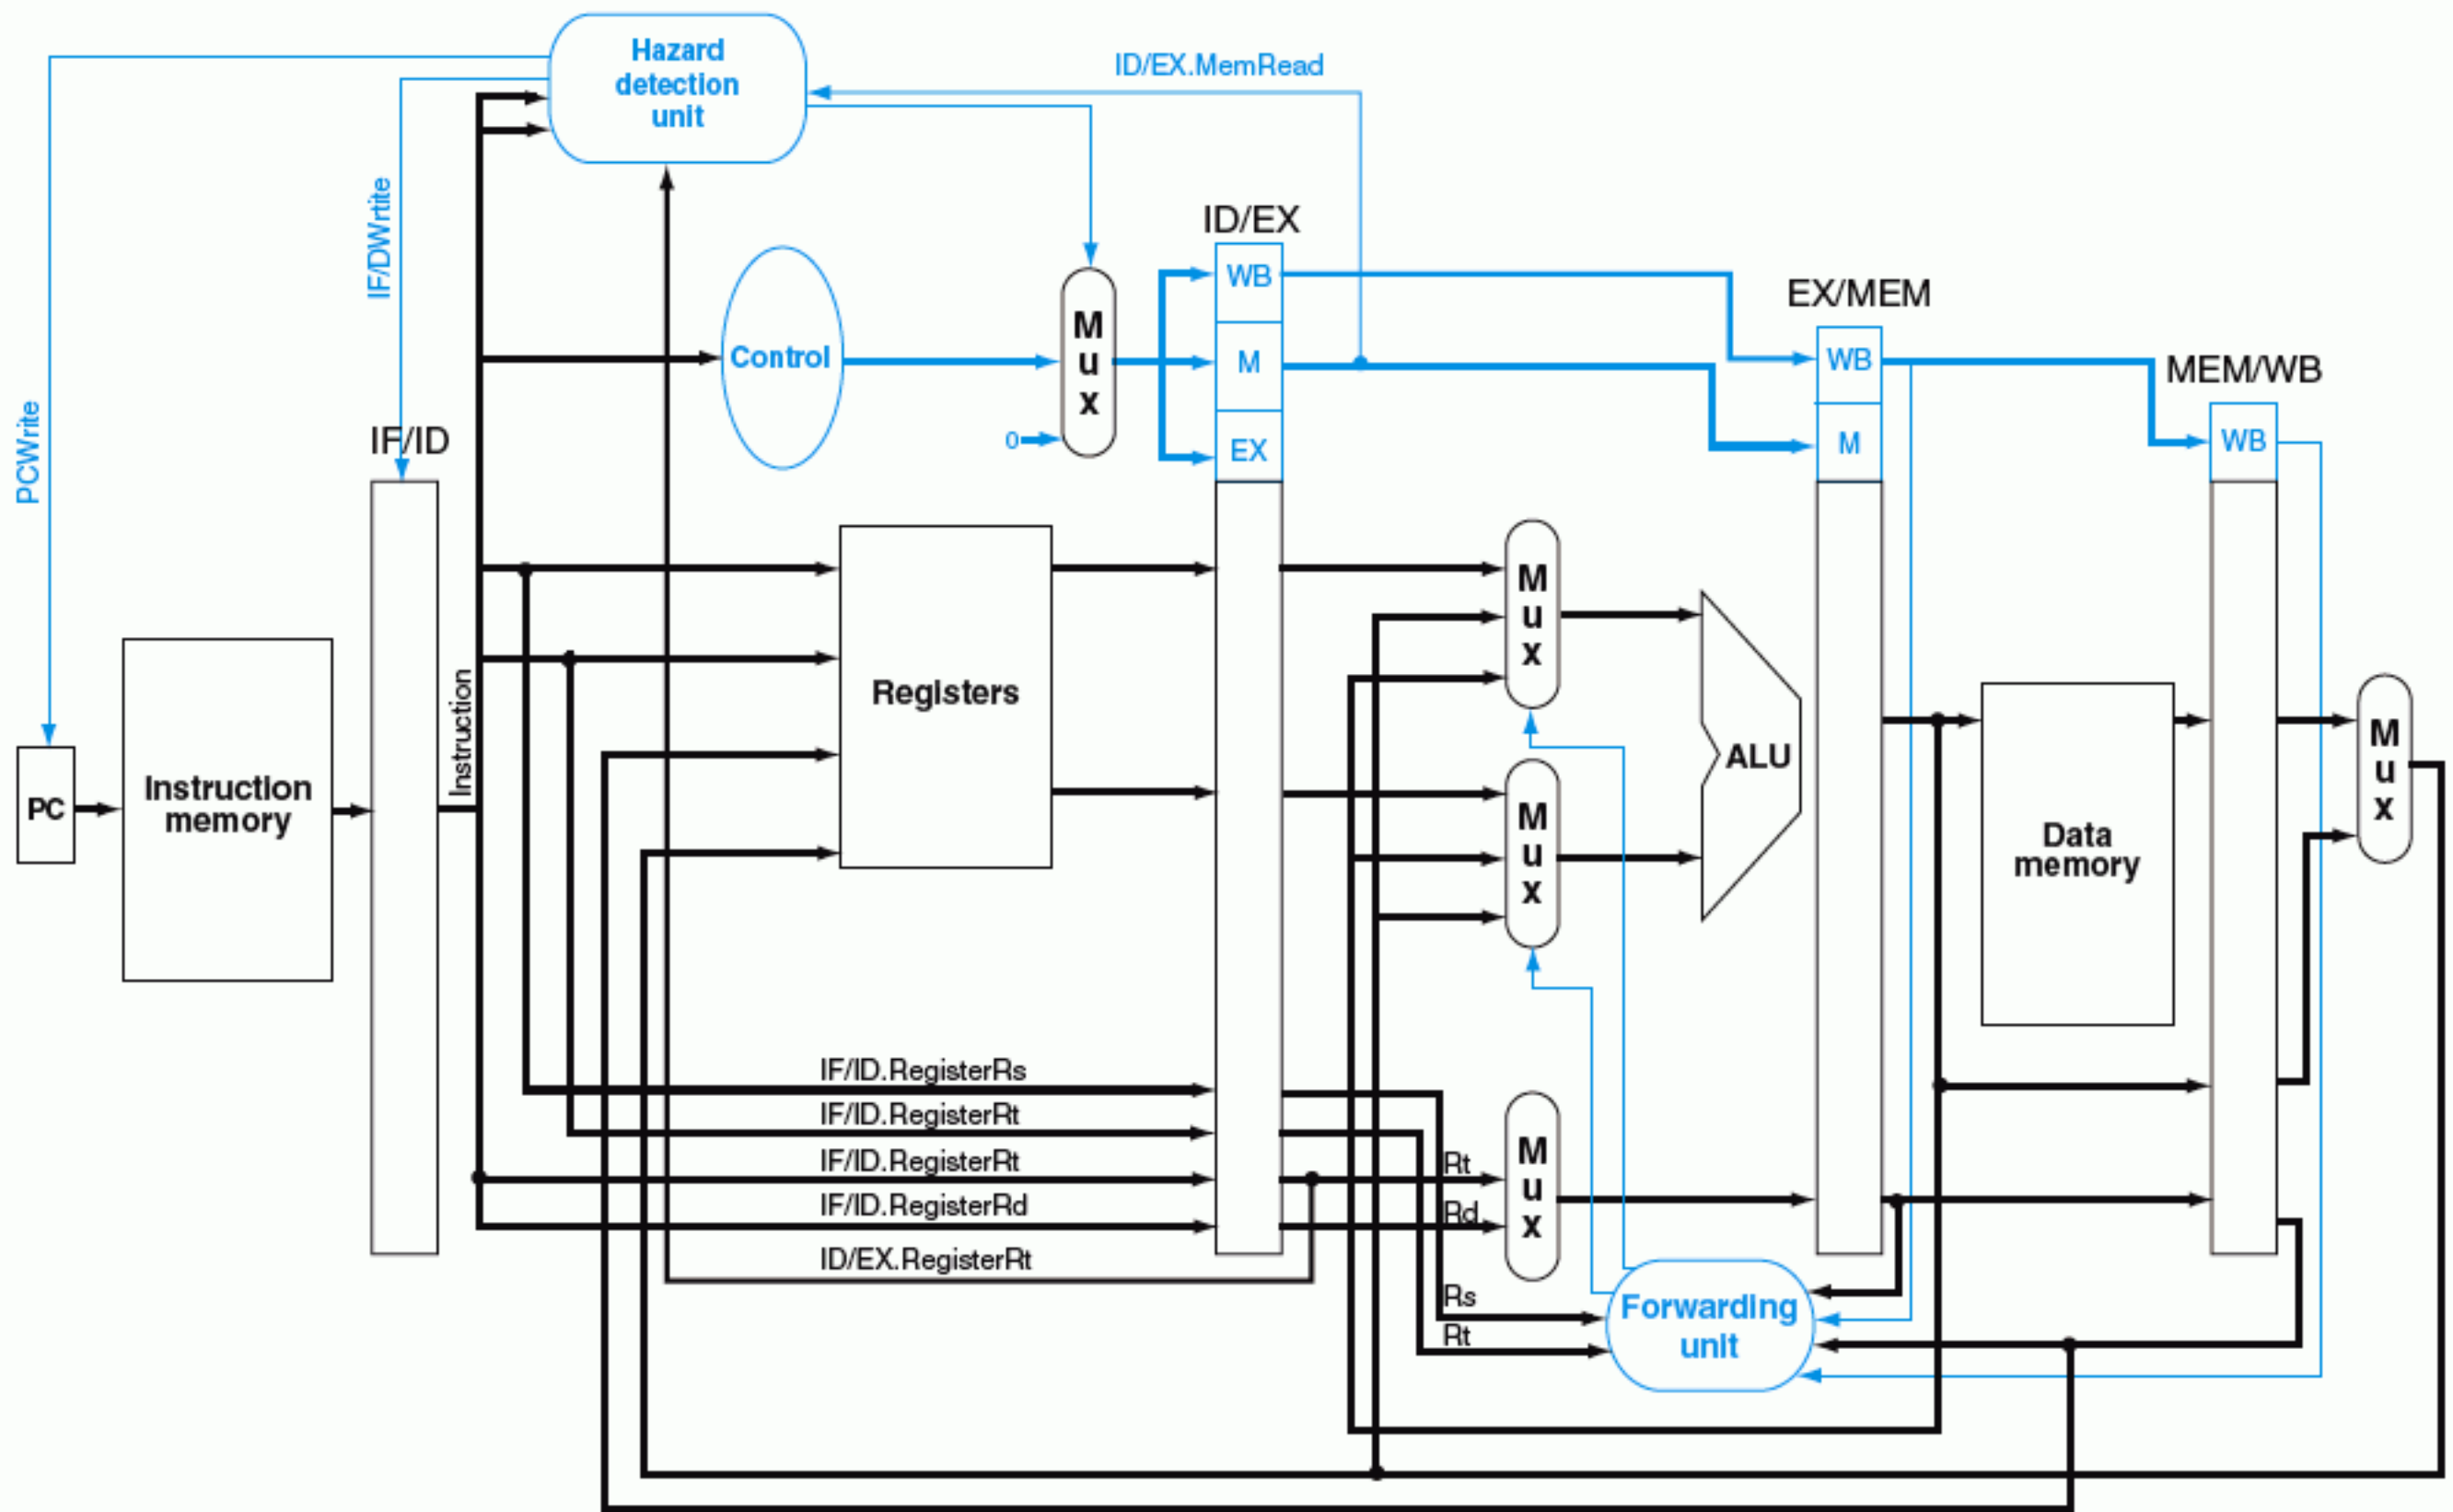 Hazard
detection
unit
ID/EX.MemRead
IF/DWrtite
ID/EX
WB
M
EX
Control
M
u
x
0
EX/MEM
WB
M
MEM/WB
WB
PCWrite
IF/ID
Instruction
PC
Instruction
memory
Registers
M
u
x
M
u
x
ALU
Data
memory
M
u
x
IF/ID.RegisterRs
IF/ID.RegisterRt
IF/ID.RegisterRt
IF/ID.RegisterRd
ID/EX.RegisterRt
Rt
Rd
M
u
x
Rs
Rt
Forwarding
unit